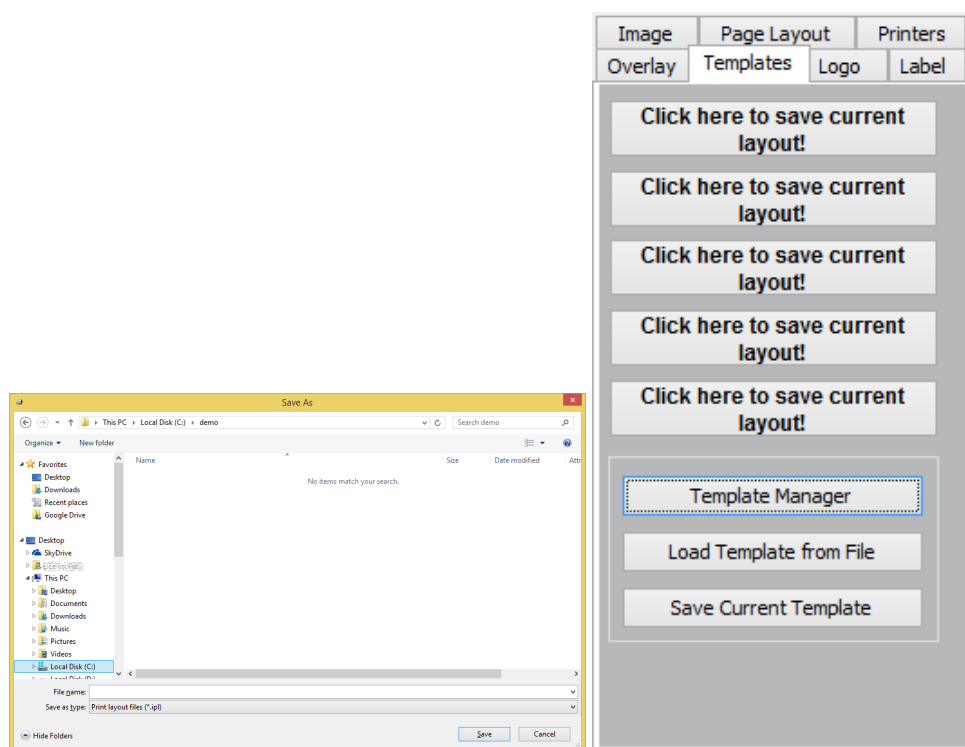 Save As
This PC Local Disk (C:) demo
Search demo
Organize
New folder
Name
Size
Date modified
Attr
No items match your search.
Favorites
Desktop
Downloads
Recent places
Google Drive
Desktop
SkyDrive
This PC
Desktop
Documents
Downloads
Music
Pictures
Videos
Local Disk (C:)
File name:
Save as type: Print layout files (*.ipl)
Hide Folders
Save
Cancel
Image
Page Layout
Printers
Overlay
Templates
Logo
Label
Click here to save current
layout!
Click here to save current
layout!
Click here to save current
layout!
Click here to save current
layout!
Click here to save current
layout!
Template Manager
Load Template from File
Save Current Template